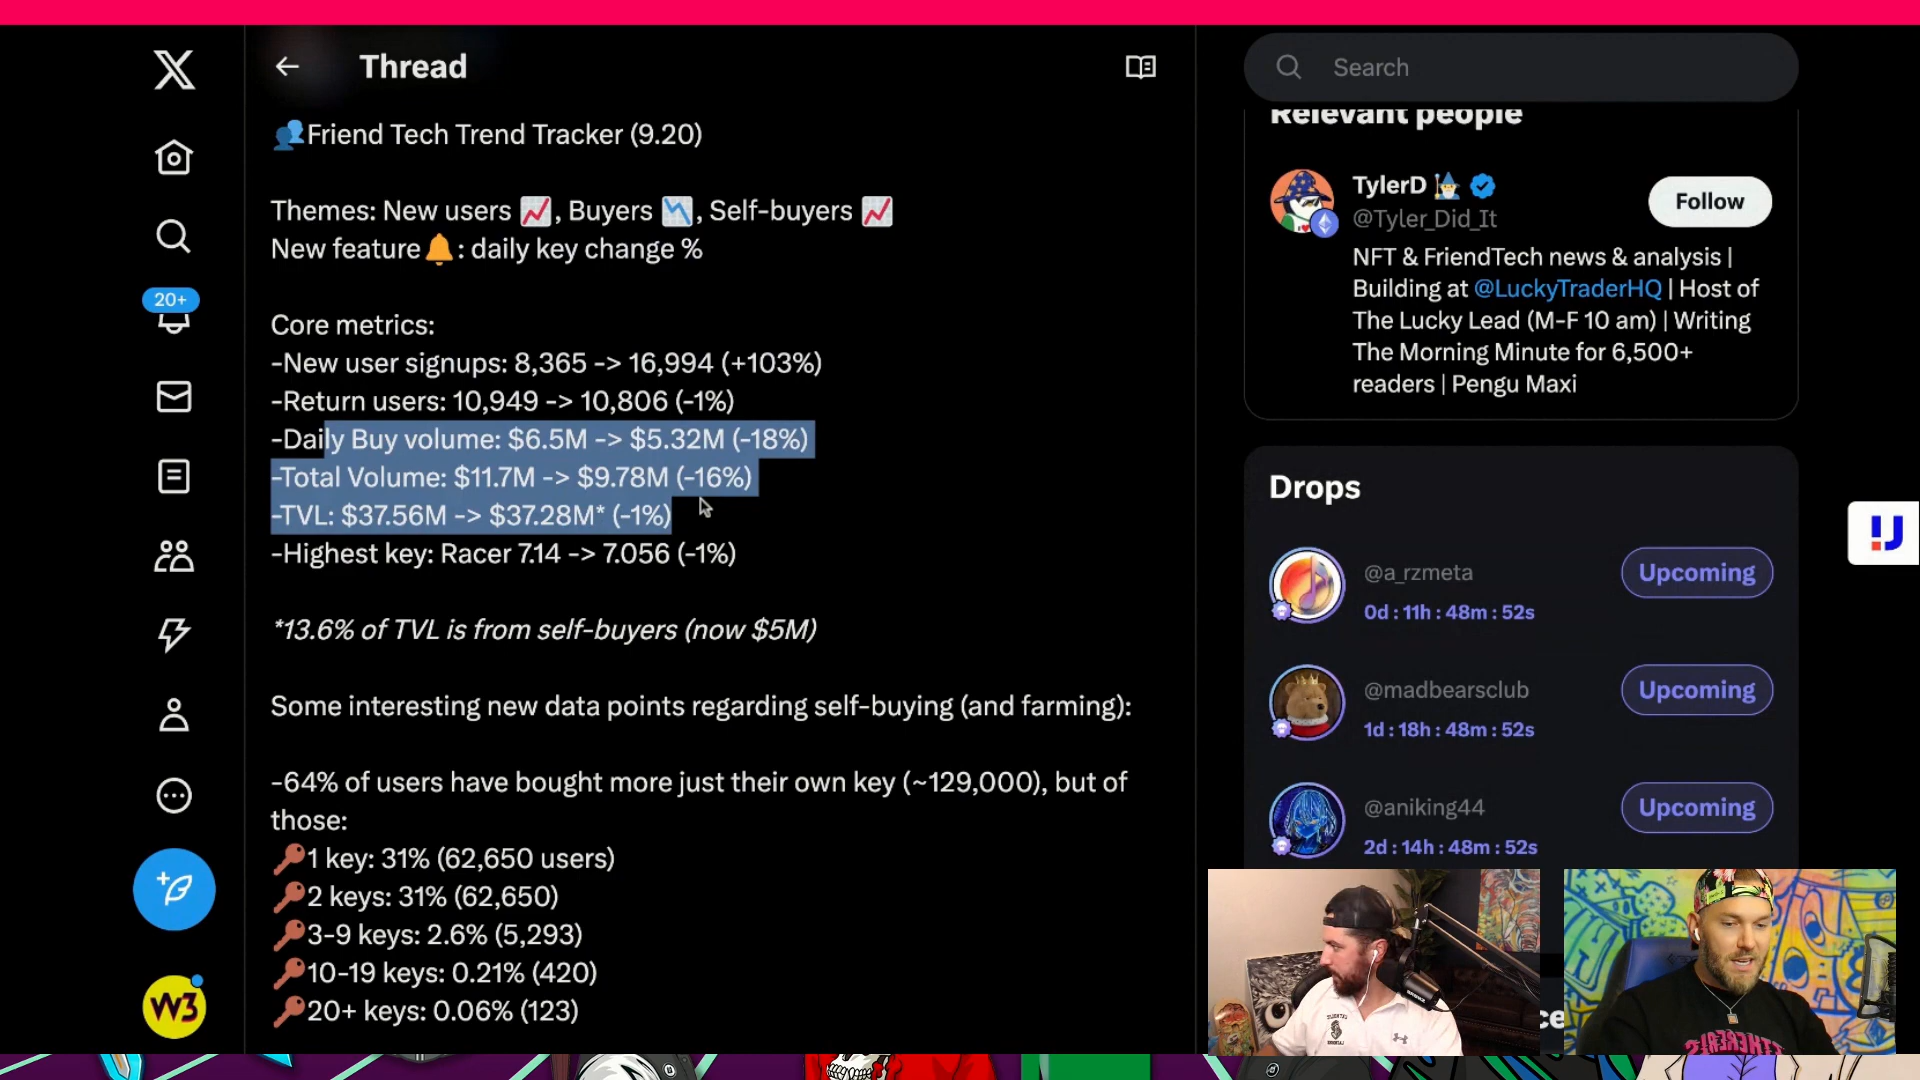 Thread
Search
👥Friend Tech Trend Tracker (9.20)
Themes: New users 📈, Buyers 📉, Self-buyers 📈
New feature🔔: daily key change %
Core metrics:
-New user signups: 8,365 -> 16,994 (+103%)
-Return users: 10,949 -> 10,806 (-1%)
-Daily Buy volume: $6.5M -> $5.32M (-18%)
-Total Volume: $11.7M -> $9.78M (-16%)
-TVL: $37.56M -> $37.28M* (-1%)
-Highest key: Racer 7.14 -> 7.056 (-1%)
*13.6% of TVL is from self-buyers (now $5M)
Some interesting new data points regarding self-buying (and farming):
-64% of users have bought more just their own key (~129,000), but of
those:
🔑1 key: 31% (62,650 users)
🔑2 keys: 31% (62,650)
🔑3-9 keys: 2.6% (5,293)
🔑10-19 keys: 0.21% (420)
🔑20+ keys: 0.06% (123)
20+
W3
Relevant people
TylerD 🧙‍♂️
@Tyler_Did_It
Follow
NFT & FriendTech news & analysis |
Building at @LuckyTraderHQ | Host of
The Lucky Lead (M-F 10 am) | Writing
The Morning Minute for 6,500+
readers | Pengu Maxi
Drops
@a_rzmeta
0d : 11h : 48m : 52s
Upcoming
@madbearsclub
1d : 18h : 48m : 52s
Upcoming
@aniking44
2d : 14h : 48m : 52s
Upcoming